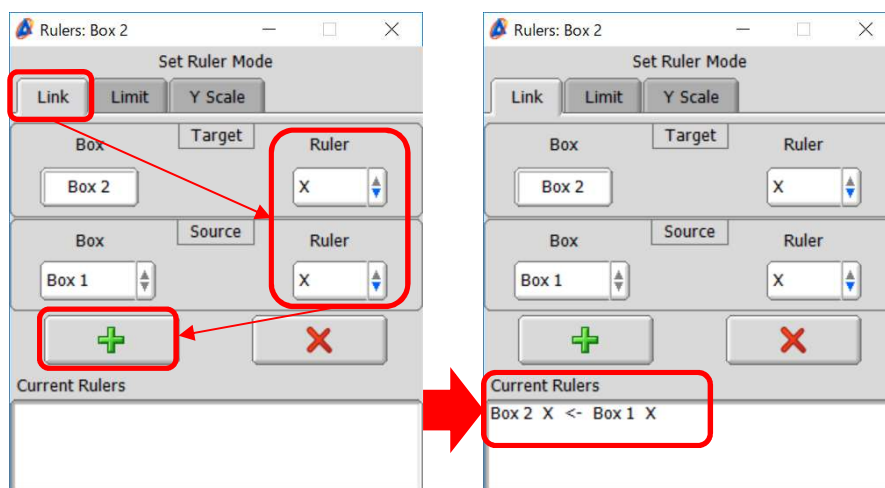 Rulers: Box 2
Set Ruler Mode
Link Limit Y Scale
Target
Box Ruler
Box 2 X
Source
Box Ruler
Box 1 X
Current Rulers
Rulers: Box 2
Set Ruler Mode
Link Limit Y Scale
Target
Box Ruler
Box 2 X
Source
Box Ruler
Box 1 X
Current Rulers
Box 2 X <- Box 1 X